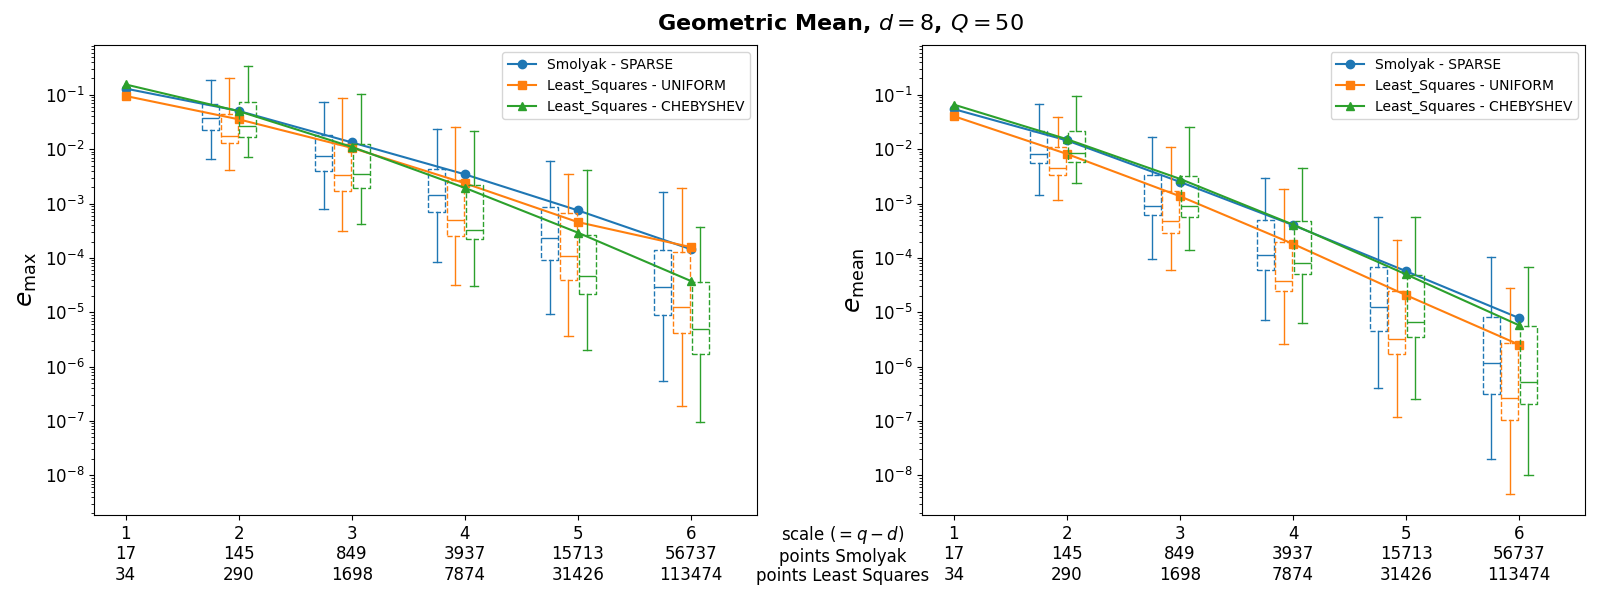 Geometric Mean, d = 8, Q = 50
Smolyak - SPARSE
Least_Squares - UNIFORM
Least_Squares - CHEBYSHEV
10⁻¹
10⁻²
10⁻³
10⁻⁴
10⁻⁵
10⁻⁶
10⁻⁷
10⁻⁸
e_max
Smolyak - SPARSE
Least_Squares - UNIFORM
Least_Squares - CHEBYSHEV
10⁻¹
10⁻²
10⁻³
10⁻⁴
10⁻⁵
10⁻⁶
10⁻⁷
10⁻⁸
e_mean
1 2 3 4 5 6 scale (= q − d) 1 2 3 4 5 6
17 145 849 3937 15713 56737 points Smolyak 17 145 849 3937 15713 56737
34 290 1698 7874 31426 113474 points Least Squares 34 290 1698 7874 31426 113474